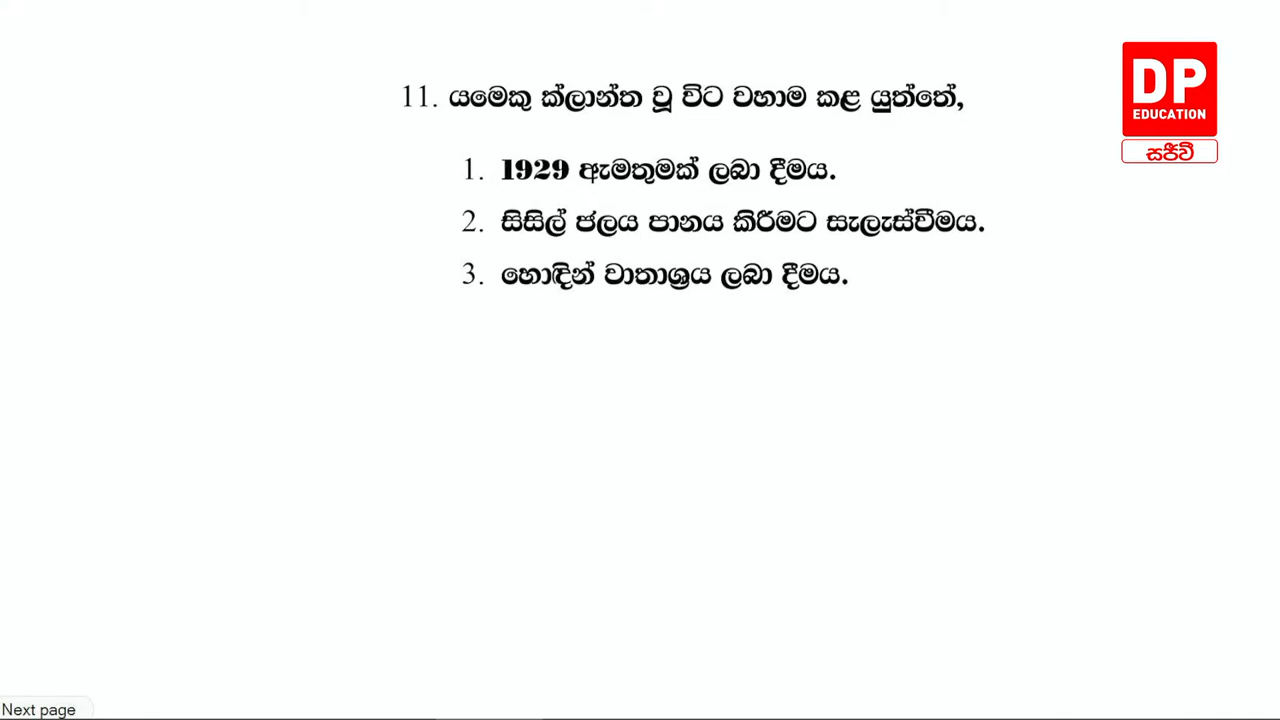 DP
EDUCATION
සජීවී
11. යමෙකු ක්ලාන්ත වූ විට වහාම කළ යුත්තේ,
1. 1929 ඇමතුමක් ලබා දීමය.
2. සිසිල් ජලය පානය කිරීමට සැලැස්වීමය.
3. හොඳින් වාතාශ්‍රය ලබා දීමය.
Next page